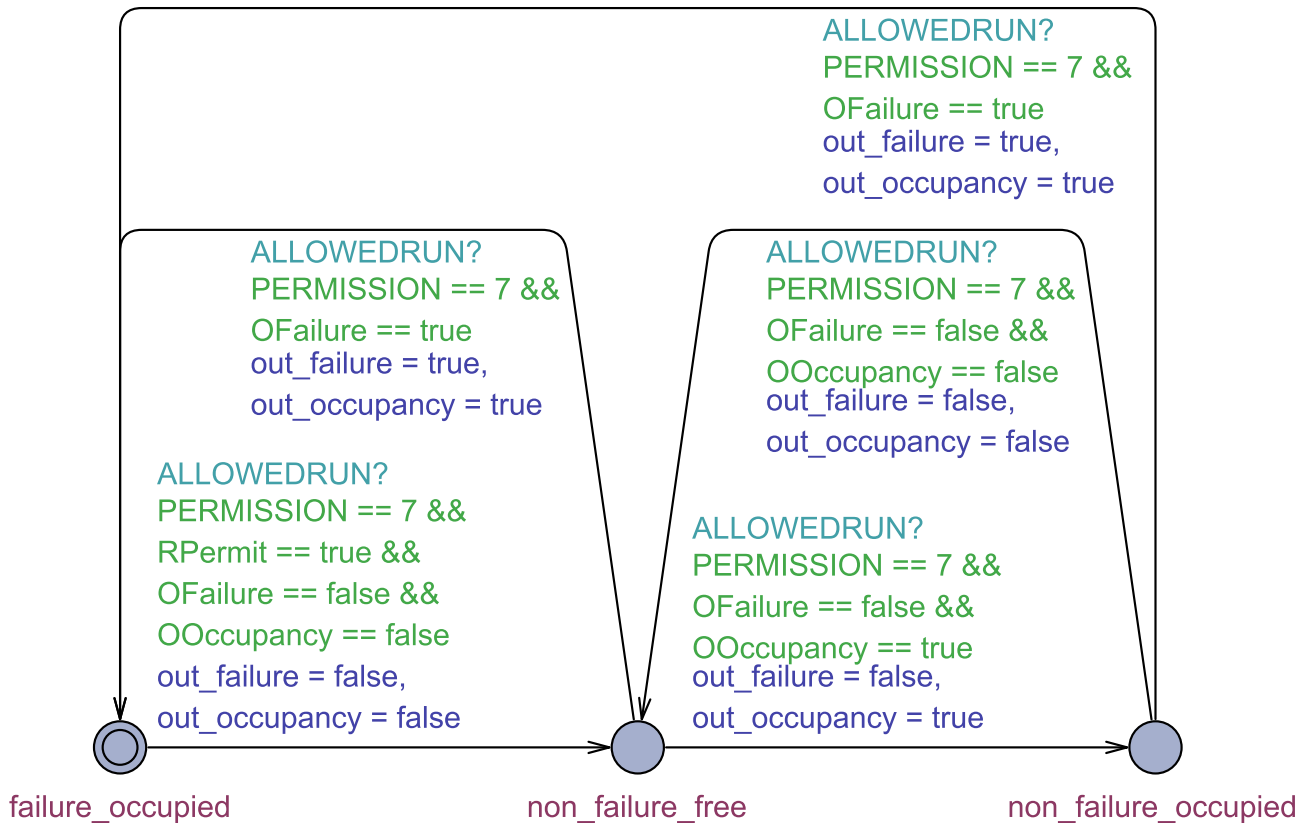 ALLOWEDRUN?
PERMISSION == 7 &&
OFailure == true
out_failure = true,
out_occupancy = true
ALLOWEDRUN?
PERMISSION == 7 &&
OFailure == true
out_failure = true,
out_occupancy = true
ALLOWEDRUN?
PERMISSION == 7 &&
OFailure == false &&
OOccupancy == false
out_failure = false,
out_occupancy = false
ALLOWEDRUN?
PERMISSION == 7 &&
RPermit == true &&
OFailure == false &&
OOccupancy == false
out_failure = false,
out_occupancy = false
ALLOWEDRUN?
PERMISSION == 7 &&
OFailure == false &&
OOccupancy == true
out_failure = false,
out_occupancy = true
failure_occupied
non_failure_free
non_failure_occupied